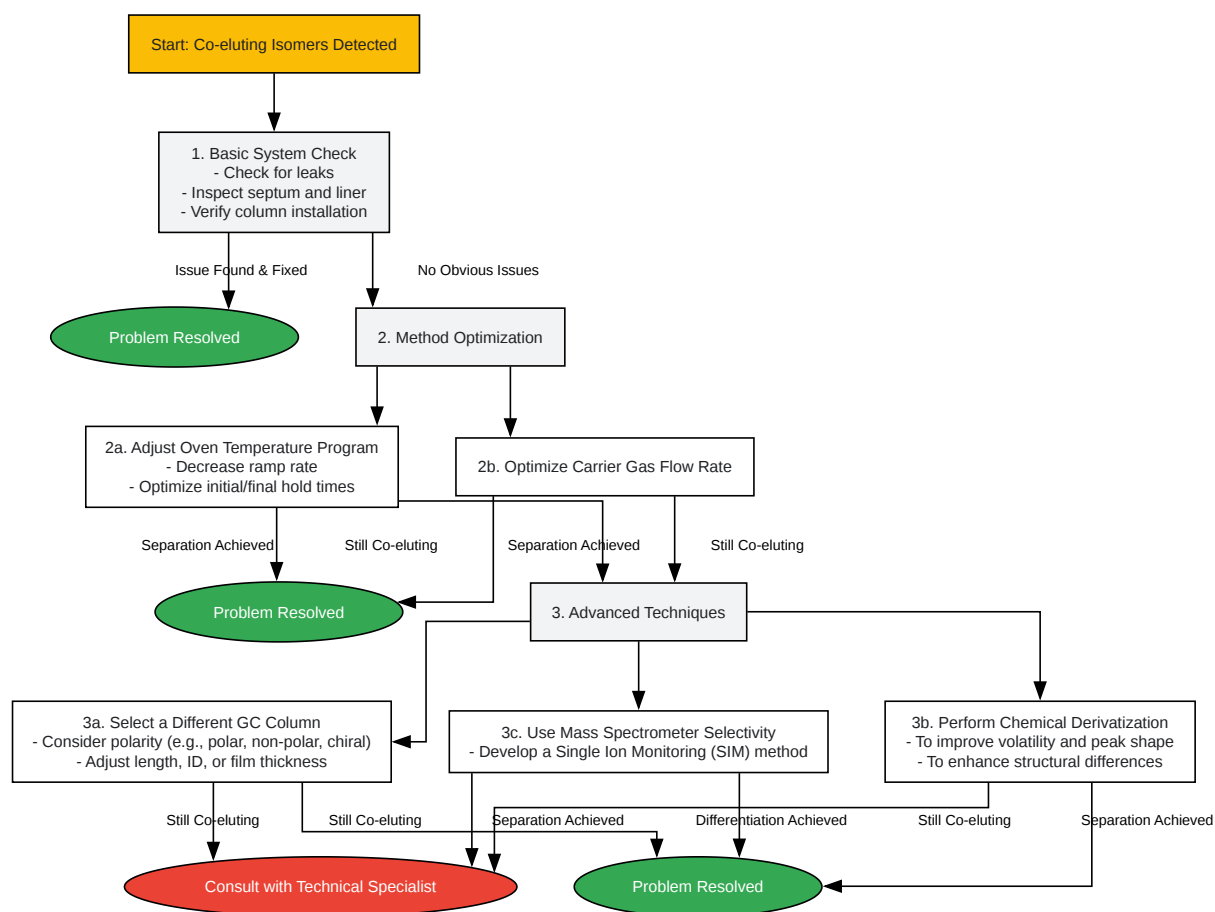 Start: Co-eluting Isomers Detected
1. Basic System Check
- Check for leaks
- Inspect septum and liner
- Verify column installation
Issue Found & Fixed
No Obvious Issues
Problem Resolved
2. Method Optimization
2a. Adjust Oven Temperature Program
- Decrease ramp rate
- Optimize initial/final hold times
2b. Optimize Carrier Gas Flow Rate
Separation Achieved
Still Co-eluting
Separation Achieved
Still Co-eluting
Problem Resolved
3. Advanced Techniques
3a. Select a Different GC Column
- Consider polarity (e.g., polar, non-polar, chiral)
- Adjust length, ID, or film thickness
3c. Use Mass Spectrometer Selectivity
- Develop a Single Ion Monitoring (SIM) method
3b. Perform Chemical Derivatization
- To improve volatility and peak shape
- To enhance structural differences
Still Co-eluting
Still Co-eluting
Separation Achieved
Differentiation Achieved
Still Co-eluting
Separation Achieved
Consult with Technical Specialist
Problem Resolved